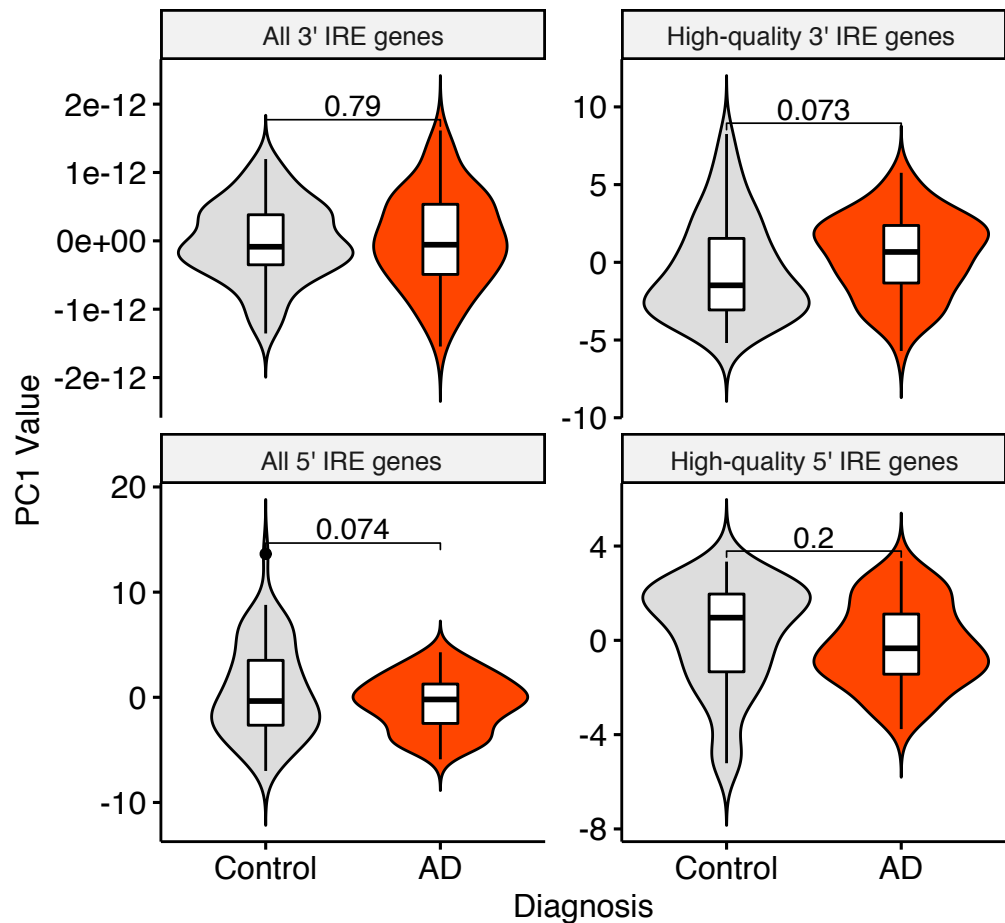 All 3' IRE genes
High-quality 3' IRE genes
2e-12
1e-12
0e+00
-1e-12
-2e-12
0.79
10
5
0
-5
-10
0.073
PC1 Value
All 5' IRE genes
High-quality 5' IRE genes
20
10
0
-10
0.074
4
0
-4
-8
0.2
Control
AD
Control
AD
Diagnosis